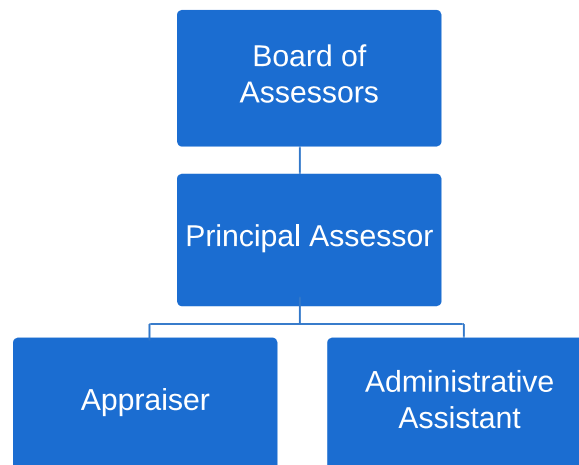 Board of
Assessors
Principal Assessor
Appraiser
Administrative
Assistant